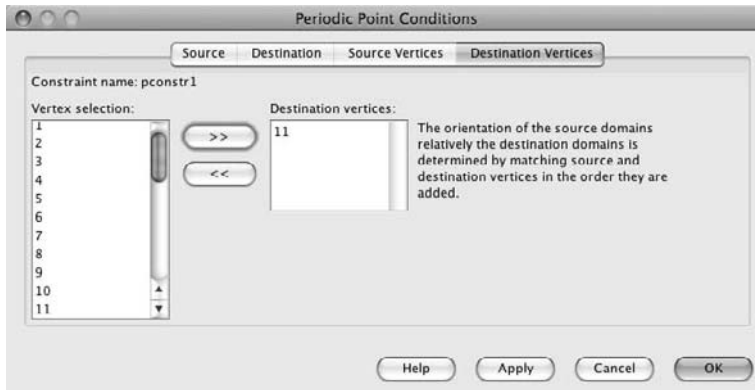 Periodic Point Conditions
Source Destination Source Vertices Destination Vertices
Constraint name: pconstr1
Vertex selection:
1
2
3
4
5
6
7
8
9
10
11
>>
<<
Destination vertices:
11
The orientation of the source domains
relatively the destination domains is
determined by matching source and
destination vertices in the order they are
added.
Help Apply Cancel OK